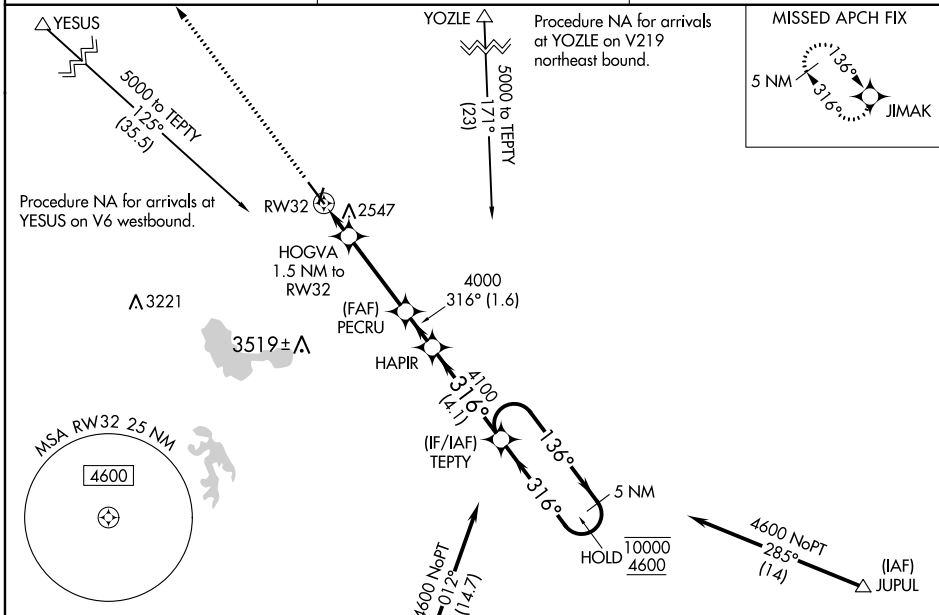 YESUS
5000 to TEPTY
125°
(35.5)
Procedure NA for arrivals at
YESUS on V6 westbound.
YOZLE
5000 to TEPTY
171°
(23)
Procedure NA for arrivals
at YOZLE on V219
northeast bound.
MISSED APCH FIX
136°
5 NM
316°
JIMAK
RW32
2547
HOGVA
1.5 NM to
RW32
3221
3519±
4000
316° (1.6)
(FAF)
PECRU
HAPIR
4100
316°
(4.1)
(IF/IAF)
TEPTY
136°
316°
5 NM
HOLD
10000
4600
MSA RW32 25 NM
4600
4600 NoPT
012°
(14.7)
4600 NoPT
285°
(14)
(IAF)
JUPUL